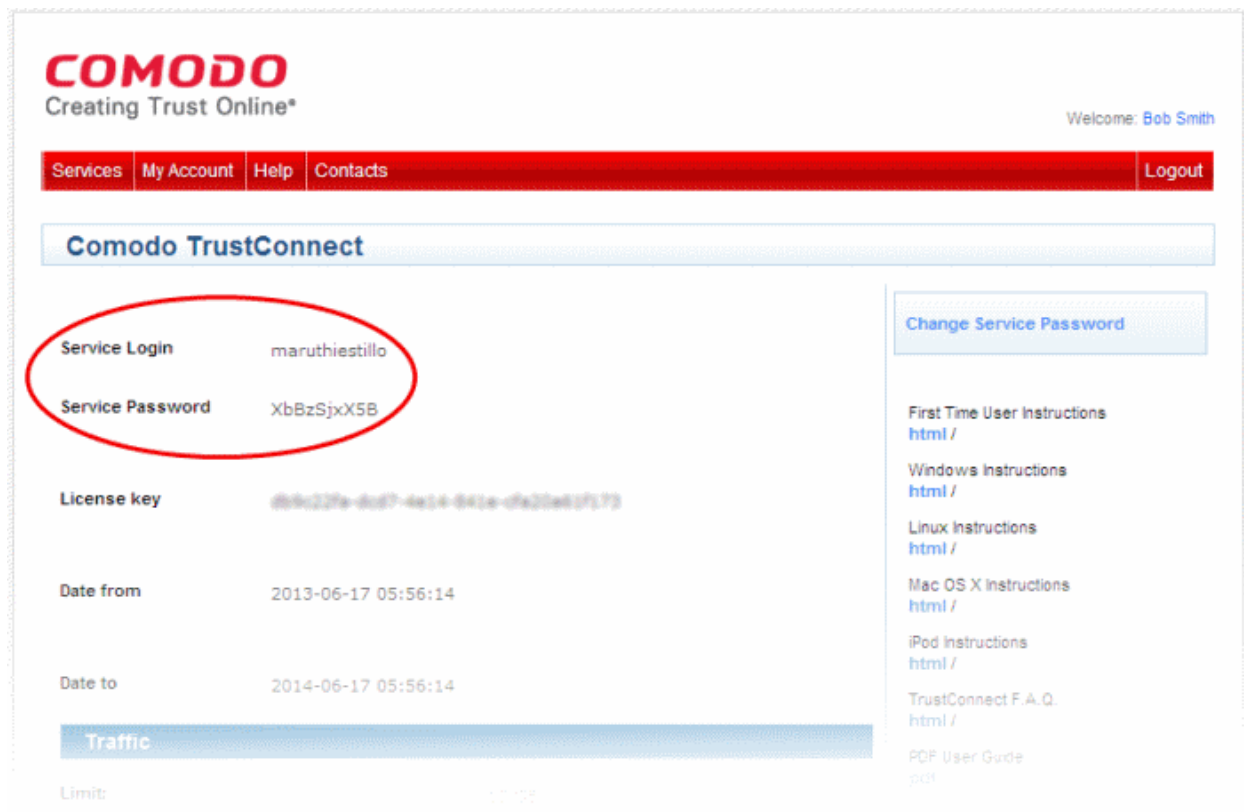 COMODO
Creating Trust Online®
Welcome: Bob Smith
Services My Account Help Contacts Logout
Comodo TrustConnect
Service Login maruthiestillo
Service Password XbBzSjxX5B
License key
Date from 2013-06-17 05:56:14
Date to 2014-06-17 05:56:14
Traffic
Limit:
Change Service Password
First Time User Instructions
html /
Windows Instructions
html /
Linux Instructions
html /
Mac OS X Instructions
html /
iPod Instructions
html /
TrustConnect F.A.Q.
html /
PDF User Guide
pdf